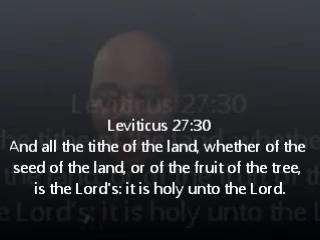 Leviticus 27:30
And all the tithe of the land, whether of the
seed of the land, or of the fruit of the tree,
is the Lord's: it is holy unto the Lord.